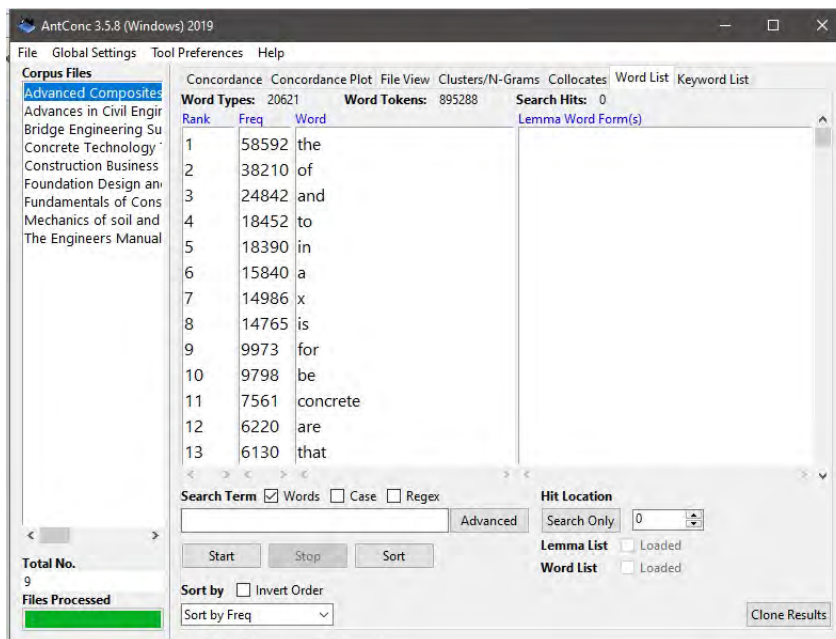 AntConc 3.5.8 (Windows) 2019
File Global Settings Tool Preferences Help
Corpus Files
Advanced Composites
Advances in Civil Engir
Bridge Engineering Su
Concrete Technology
Construction Business
Foundation Design an
Fundamentals of Cons
Mechanics of soil and
The Engineers Manual
Total No.
9
Files Processed
Concordance Concordance Plot File View Clusters/N-Grams Collocates Word List Keyword List
Word Types: 20621 Word Tokens: 895288 Search Hits: 0
Rank Freq Word Lemma Word Form(s)
1 58592 the
2 38210 of
3 24842 and
4 18452 to
5 18390 in
6 15840 a
7 14986 x
8 14765 is
9 9973 for
10 9798 be
11 7561 concrete
12 6220 are
13 6130 that
Search Term Words Case Regex Hit Location
Advanced Search Only 0
Start Stop Sort Lemma List Loaded
Word List Loaded
Sort by Invert Order
Sort by Freq Clone Results